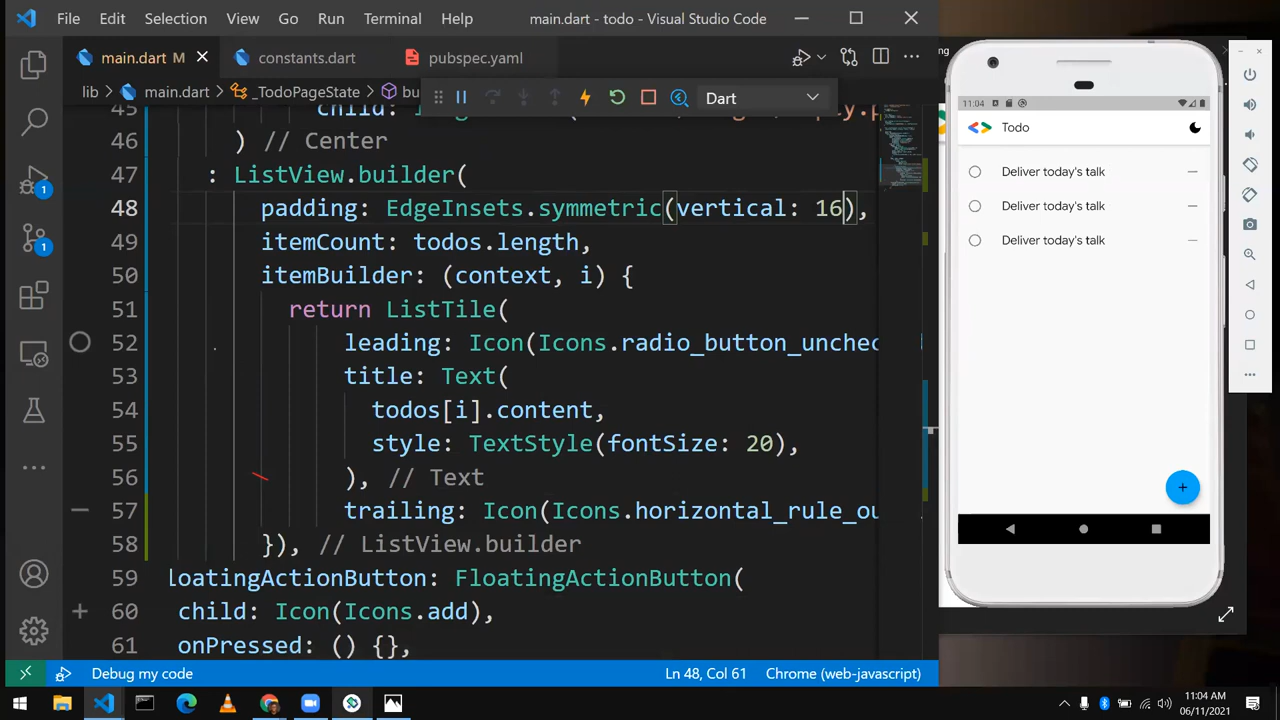 File Edit Selection View Go Run Terminal Help main.dart - todo - Visual Studio Code
main.dart M constants.dart pubspec.yaml
lib main.dart _TodoPageState Dart
45
46 ) // Center
47 : ListView.builder(
48 padding: EdgeInsets.symmetric(vertical: 16),
49 itemCount: todos.length,
50 itemBuilder: (context, i) {
51 return ListTile(
52 leading: Icon(Icons.radio_button_unchec
53 title: Text(
54 todos[i].content,
55 style: TextStyle(fontSize: 20),
56 ), // Text
57 trailing: Icon(Icons.horizontal_rule_ou
58 }), // ListView.builder
59 loatingActionButton: FloatingActionButton(
60 child: Icon(Icons.add),
61 onPressed: () {},
1
1
Debug my code Ln 48, Col 61 Chrome (web-javascript)
11:04
Todo
Deliver today's talk
Deliver today's talk
Deliver today's talk
11:04 AM
06/11/2021